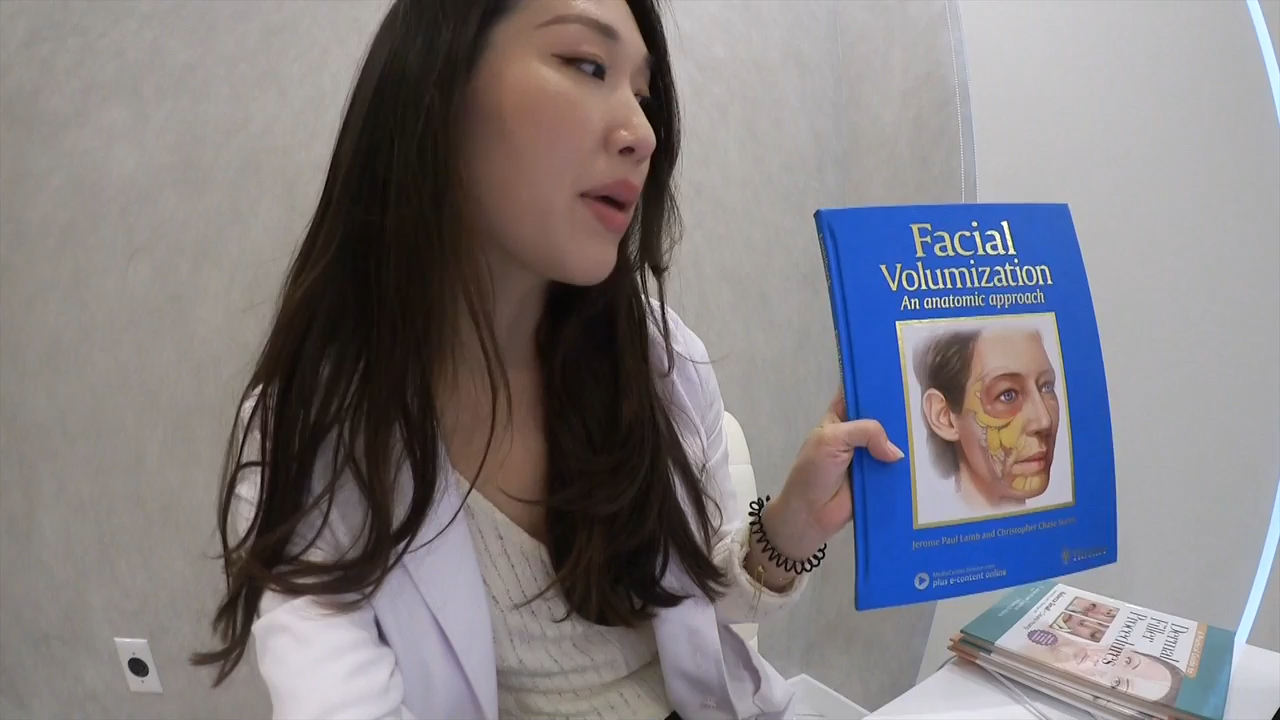 Facial
Volumization
An anatomic approach
Jerome Paul Lamb and Christopher Chase Surek
plus e-content online
Dermal
Filler
Procedures